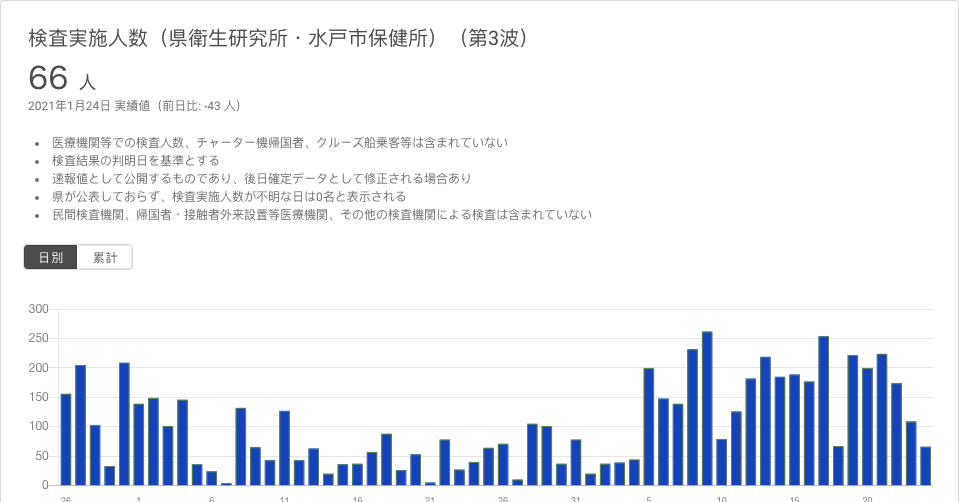 検査実施人数（県衛生研究所・水戸市保健所）（第3波）
66 人
2021年1月24日 実績値（前日比: -43 人）
• 医療機関等での検査人数、チャーター機帰国者、クルーズ船乗客等は含まれていない
• 検査結果の判明日を基準とする
• 速報値として公開するものであり、後日確定データとして修正される場合あり
• 県が公表しておらず、検査実施人数が不明な日は0名と表示される
• 民間検査機関、帰国者・接触者外来設置等医療機関、その他の検査機関による検査は含まれていない
日別 累計
300
250
200
150
100
50
0
26 1 6 11 16 21 26 31 5 10 15 20